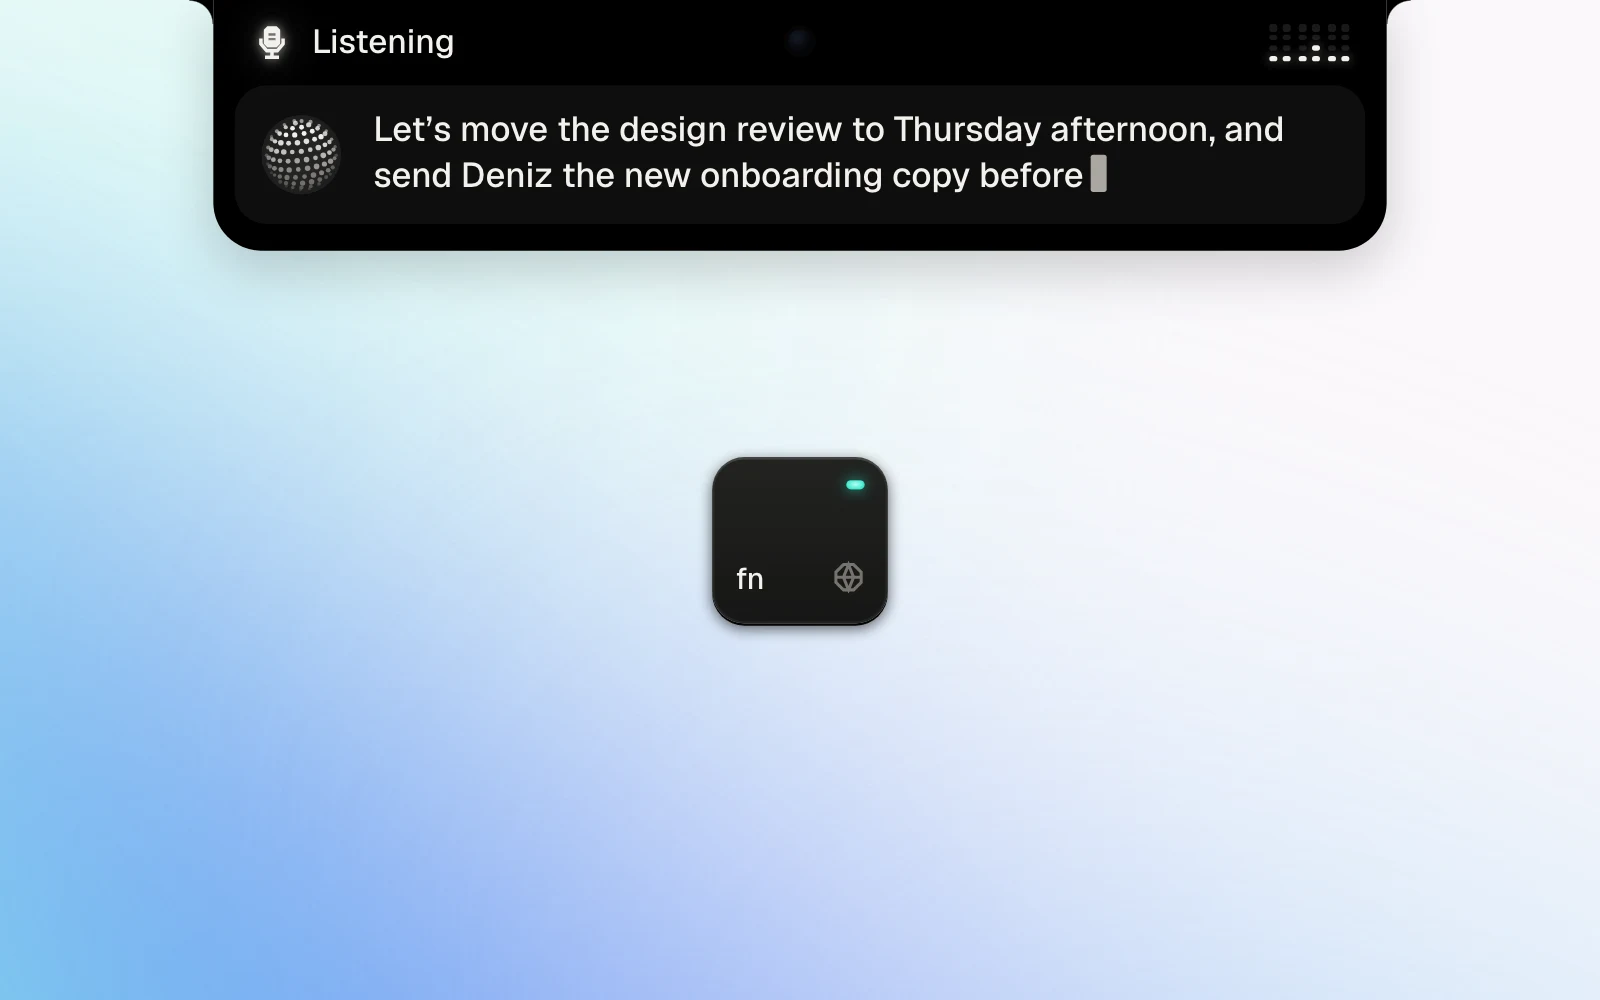 Listening
Let’s move the design review to Thursday afternoon, and
send Deniz the new onboarding copy before
fn